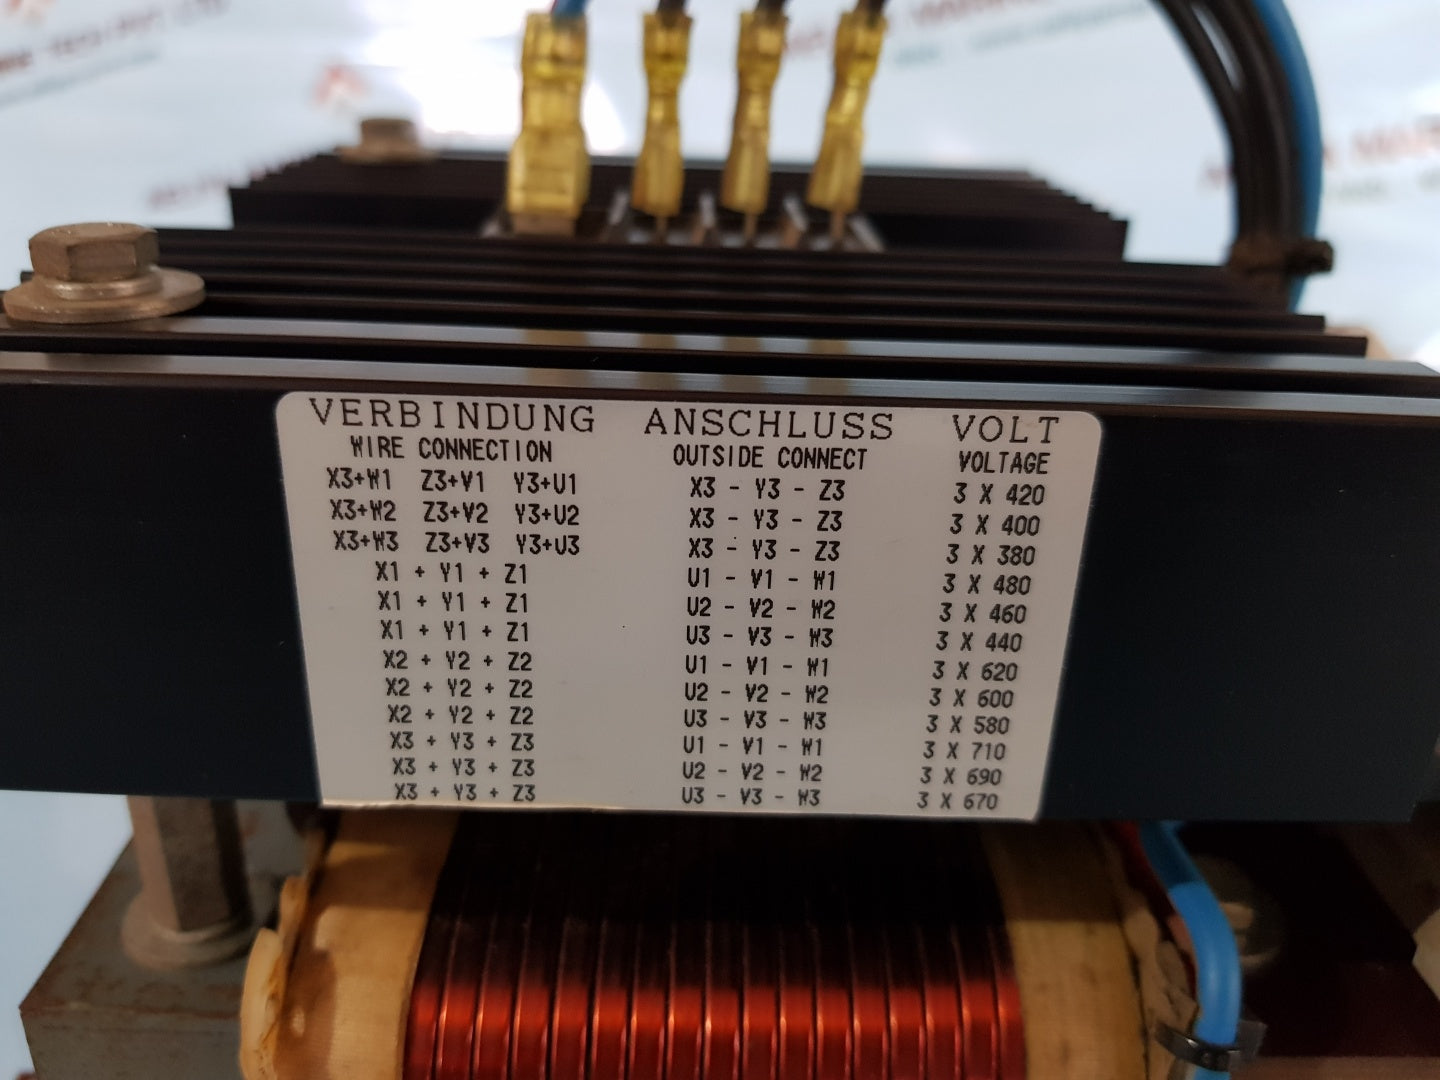 VERBINDUNG ANSCHLUSS VOLT
WIRE CONNECTION OUTSIDE CONNECT VOLTAGE
X3+W1 Z3+V1 Y3+U1 X3 - Y3 - Z3 3 X 420
X3+W2 Z3+V2 Y3+U2 X3 - Y3 - Z3 3 X 400
X3+W3 Z3+V3 Y3+U3 X3 - Y3 - Z3 3 X 380
X1 + Y1 + Z1 U1 - V1 - W1 3 X 480
X1 + Y1 + Z1 U2 - V2 - W2 3 X 460
X1 + Y1 + Z1 U3 - V3 - W3 3 X 440
X2 + Y2 + Z2 U1 - V1 - W1 3 X 620
X2 + Y2 + Z2 U2 - V2 - W2 3 X 600
X2 + Y2 + Z2 U3 - V3 - W3 3 X 580
X3 + Y3 + Z3 U1 - V1 - W1 3 X 710
X3 + Y3 + Z3 U2 - V2 - W2 3 X 690
X3 + Y3 + Z3 U3 - V3 - W3 3 X 670